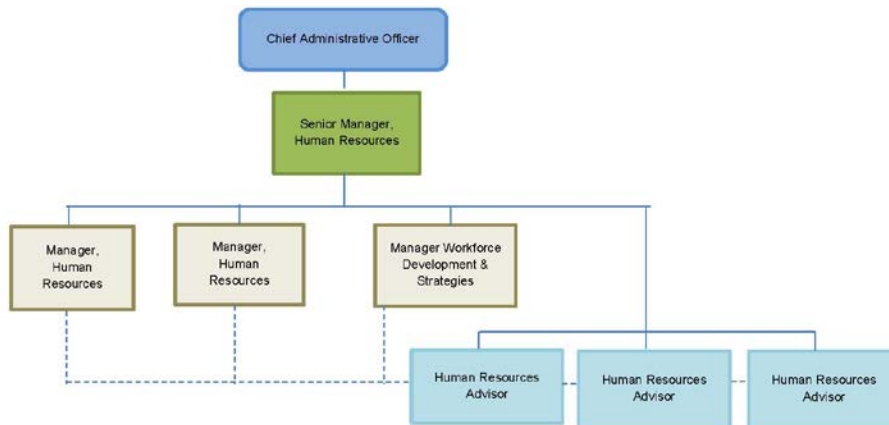 Chief Administrative Officer
Senior Manager,
Human Resources
Manager,
Human
Resources
Manager,
Human
Resources
Manager Workforce
Development &
Strategies
Human Resources
Advisor
Human Resources
Advisor
Human Resources
Advisor